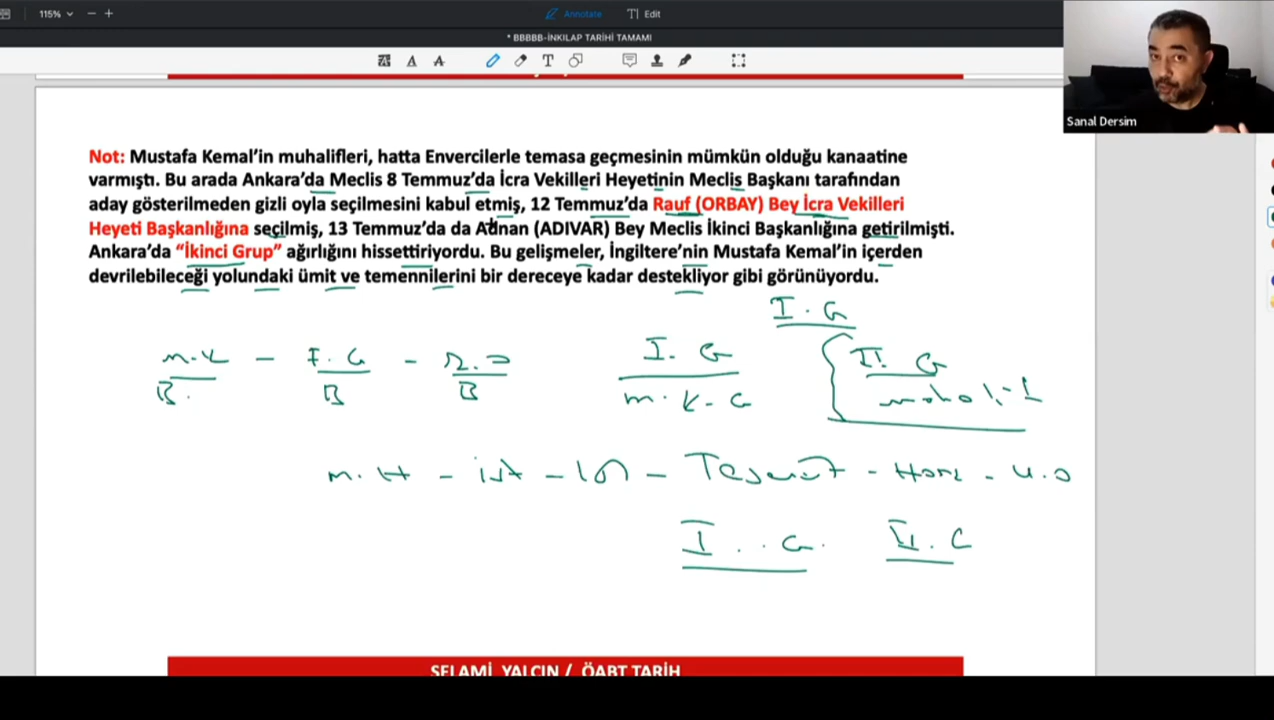 115%
Annotate
Edit
* BBBBB-İNKILAP TARİHİ TAMAMI
Sanal Dersim
Not: Mustafa Kemal'in muhalifleri, hatta Envercilerle temasa geçmesinin mümkün olduğu kanaatine
varmıştı. Bu arada Ankara'da Meclis 8 Temmuz'da İcra Vekilleri Heyetinin Meclis Başkanı tarafından
aday gösterilmeden gizli oyla seçilmesini kabul etmiş, 12 Temmuz'da Rauf (ORBAY) Bey İcra Vekilleri
Heyeti Başkanlığına seçilmiş, 13 Temmuz'da da Adnan (ADIVAR) Bey Meclis İkinci Başkanlığına getirilmişti.
Ankara'da “İkinci Grup” ağırlığını hissettiriyordu. Bu gelişmeler, İngiltere'nin Mustafa Kemal'in içerden
devrilebileceği yolundaki ümit ve temennilerini bir dereceye kadar destekliyor gibi görünüyordu.
I. G
M.K - F.G -
B. B B
I. G
M. K. G
II. G
M.H - ist -
I. G. II. G
SELAMİ YALÇIN / ÖABT TARİH